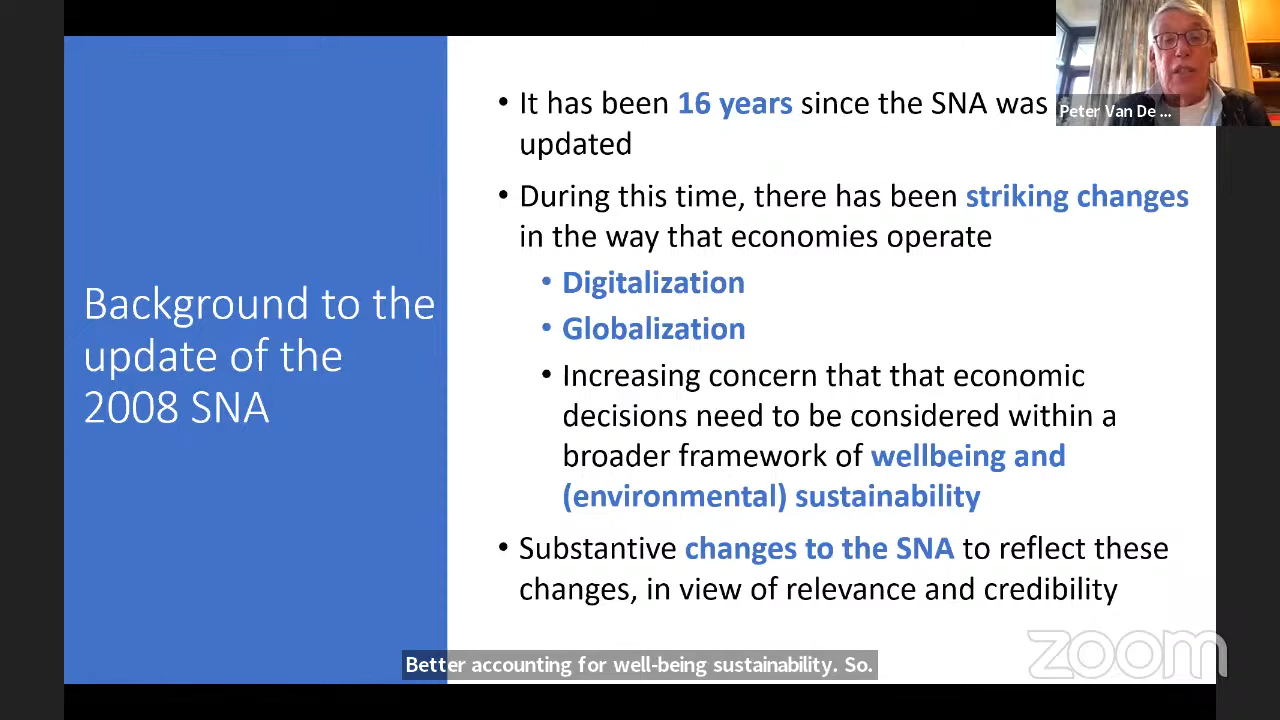 Background to the
update of the
2008 SNA
• It has been 16 years since the SNA was
updated
• During this time, there has been striking changes
in the way that economies operate
• Digitalization
• Globalization
• Increasing concern that that economic
decisions need to be considered within a
broader framework of wellbeing and
(environmental) sustainability
• Substantive changes to the SNA to reflect these
changes, in view of relevance and credibility
Peter Van De ...
Better accounting for well-being sustainability. So.
zoom